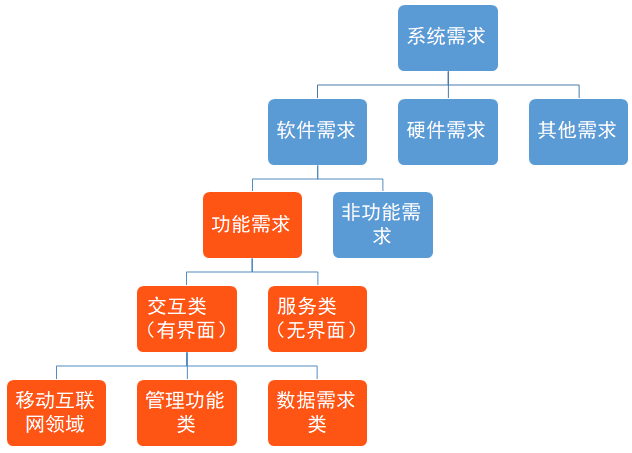 系统需求
软件需求
硬件需求
其他需求
功能需求
非功能需
求
交互类
（有界面）
服务类
（无界面）
移动互联
网领域
管理功能
类
数据需求
类